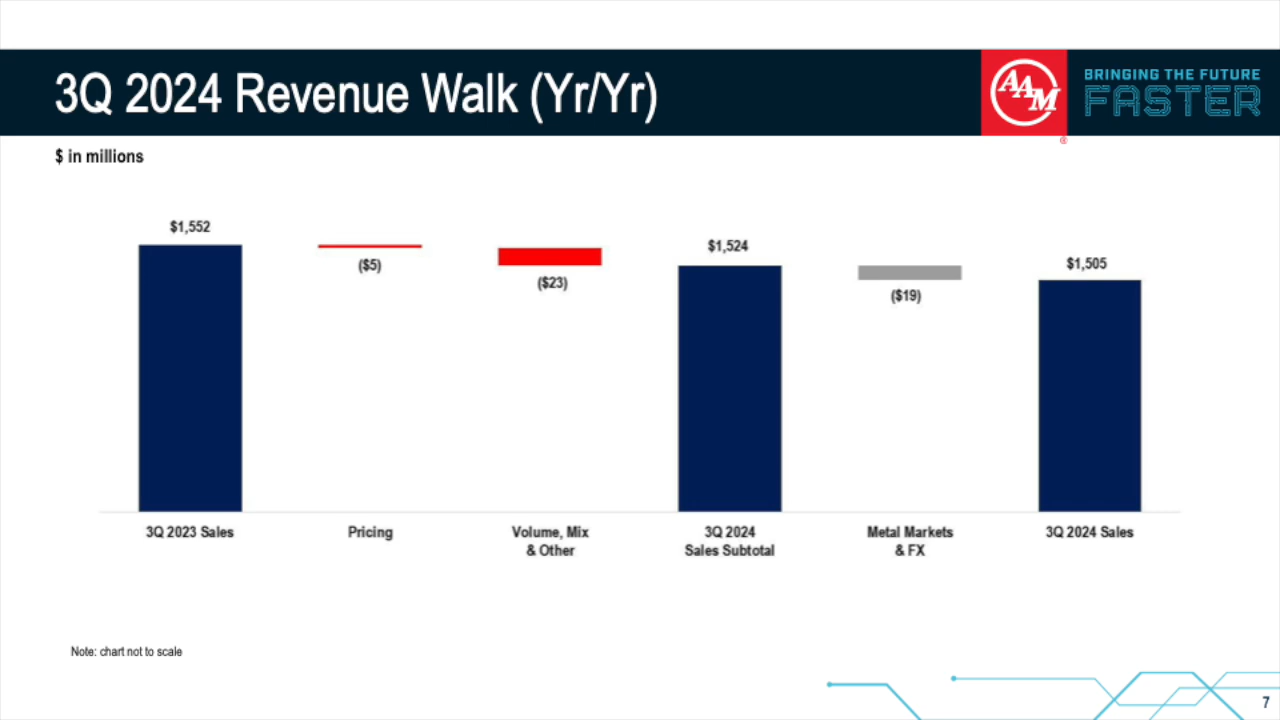 3Q 2024 Revenue Walk (Yr/Yr)
AAM
BRINGING THE FUTURE
FASTER
$ in millions
$1,552
($5)
($23)
$1,524
($19)
$1,505
3Q 2023 Sales
Pricing
Volume, Mix
& Other
3Q 2024
Sales Subtotal
Metal Markets
& FX
3Q 2024 Sales
Note: chart not to scale
7